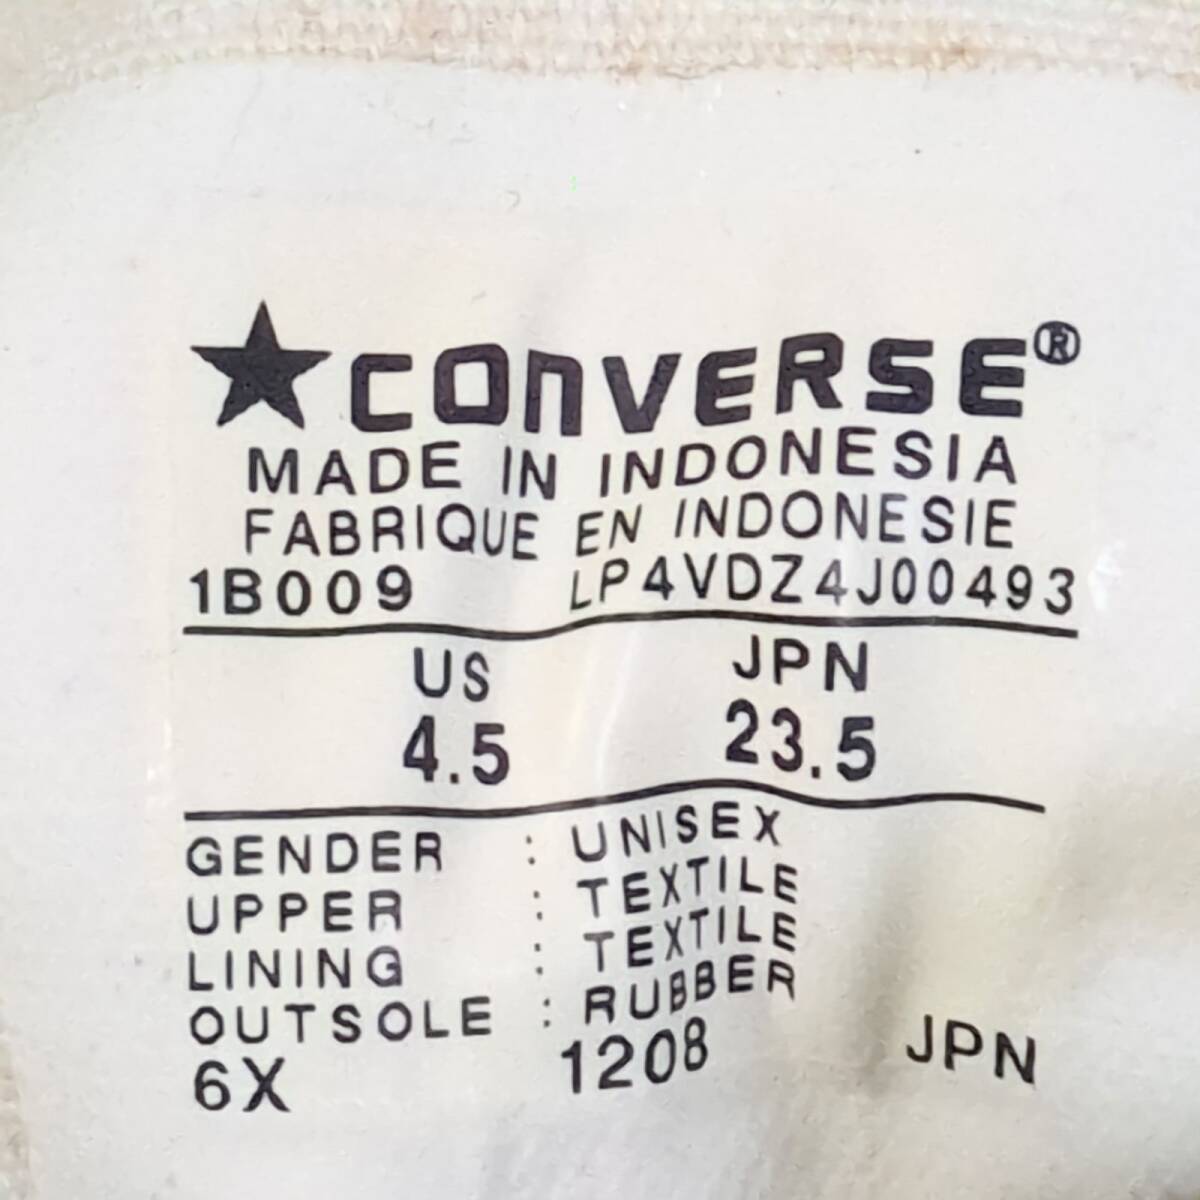 ★CONVERSE®
MADE IN INDONESIA
FABRIQUE EN INDONESIE
1B009 LP4VDZ4J00493
US JPN
4.5 23.5
GENDER : UNISEX
UPPER : TEXTILE
LINING : TEXTILE
OUTSOLE : RUBBER
6X 1208 JPN